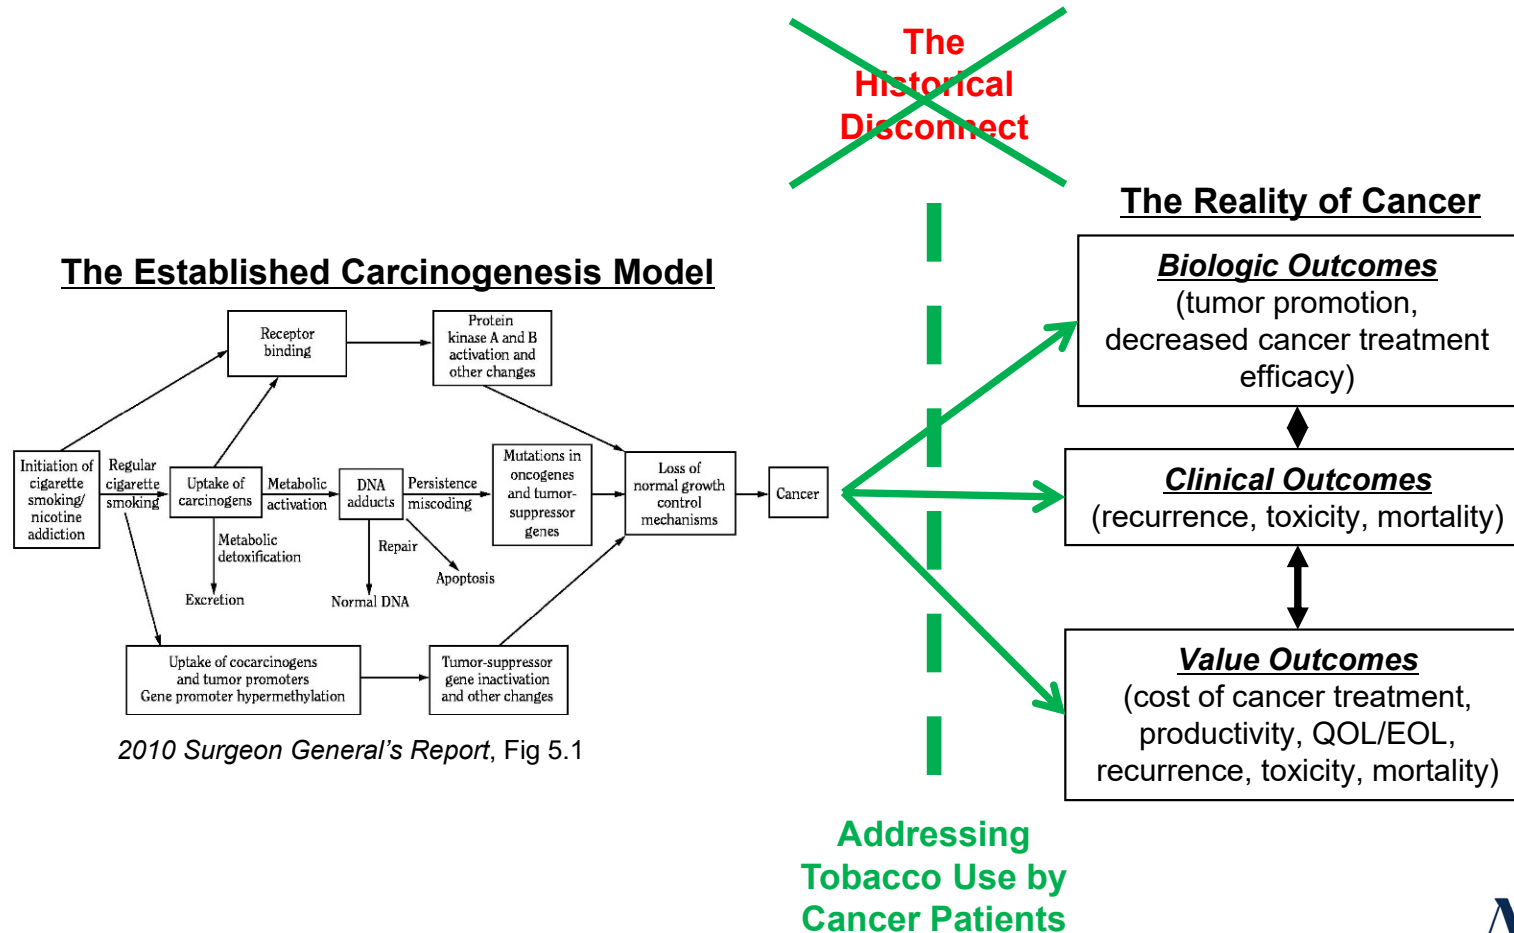 The
Historical
Disconnect
The Reality of Cancer
The Established Carcinogenesis Model
Biologic Outcomes
(tumor promotion,
decreased cancer treatment
efficacy)
Receptor
binding
Protein
kinase A and B
activation and
other changes
Initiation of
cigarette
smoking/
nicotine
addiction
Regular
cigarette
smoking
Uptake of
carcinogens
Metabolic
activation
DNA
adducts
Persistence
miscoding
Mutations in
oncogenes
and tumor-
suppressor
genes
Loss of
normal growth
control
mechanisms
Cancer
Clinical Outcomes
(recurrence, toxicity, mortality)
Metabolic
detoxification
Repair
Apoptosis
Excretion
Normal DNA
Uptake of cocarcinogens
and tumor promoters
Gene promoter hypermethylation
Tumor-suppressor
gene inactivation
and other changes
Value Outcomes
(cost of cancer treatment,
productivity, QOL/EOL,
recurrence, toxicity, mortality)
2010 Surgeon General's Report, Fig 5.1
Addressing
Tobacco Use by
Cancer Patients